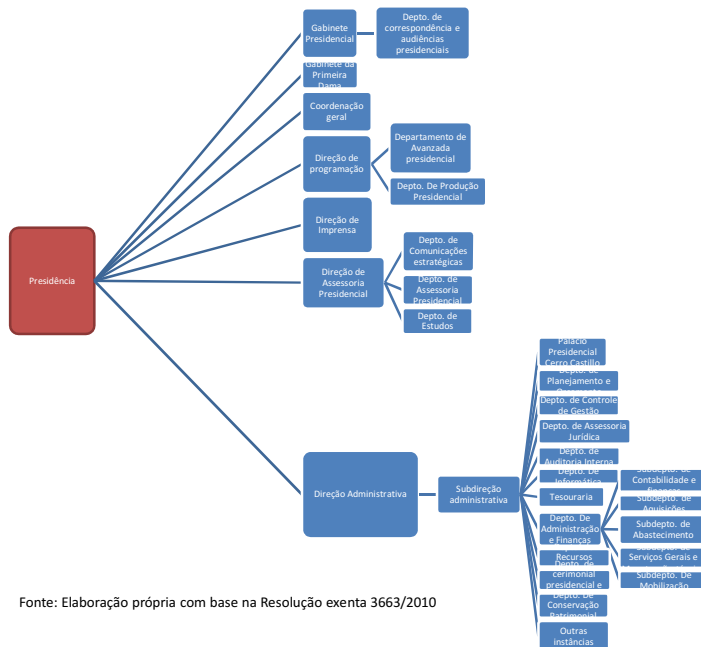 Gabinete
Presidencial
Depto. de
correspondência e
audiências
presidenciais
Gabinete da
Primeira
Dama
Coordenação
geral
Direção de
programação
Departamento de
Avanzada
presidencial
Depto. De Produção
Presidencial
Direção de
Imprensa
Presidência
Direção de
Assessoria
Presidencial
Depto. de
Comunicações
estratégicas
Depto. de
Assessoria
Presidencial
Depto. de
Estudos
Direção Administrativa
Subdireção
administrativa
Palácio
Presidencial
Cerro Castillo
Depto. de
Planejamento e
Depto. de Controle
de Gestão
Depto. de Assessoria
Jurídica
Depto. de
Auditoria Interna
Depto. De
Informática
Tesouraria
Depto. De
Administração
e Finanças
Subdepto. de
Contabilidade e
Finanças
Subdepto. de
Aquisições
Subdepto. de
Abastecimento
Subdepto. de
Serviços Gerais e
Subdepto. De
Mobilização
Recursos
Depto. de
cerimonial
presidencial e
Depto. De
Conservação
Patrimonial
Outras
instâncias
Fonte: Elaboração própria com base na Resolução exenta 3663/2010